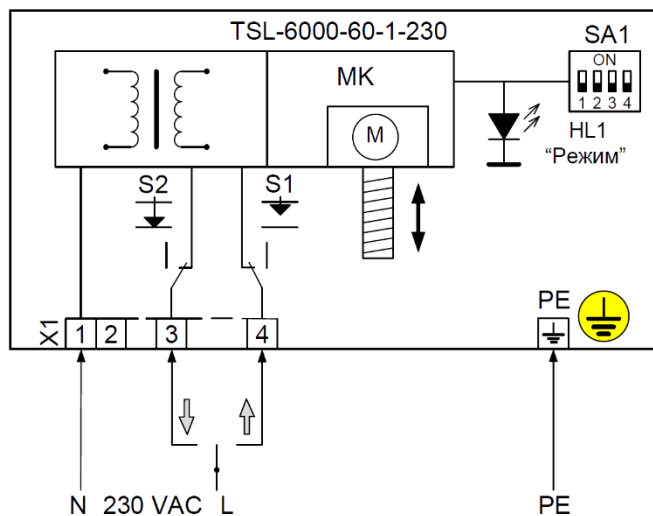 TSL-6000-60-1-230
SA1
ON
1 2 3 4
MK
M
HL1
“Режим”
S2
S1
X1
1 2 3 4
PE
N 230 VAC L
PE